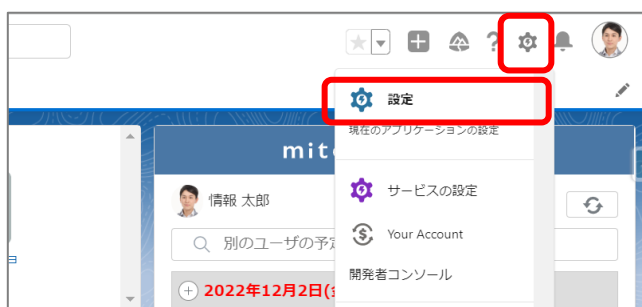 設定
現在のアプリケーションの設定
mit
情報 太郎
サービスの設定
別のユーザの予
Your Account
開発者コンソール
2022年12月2日(